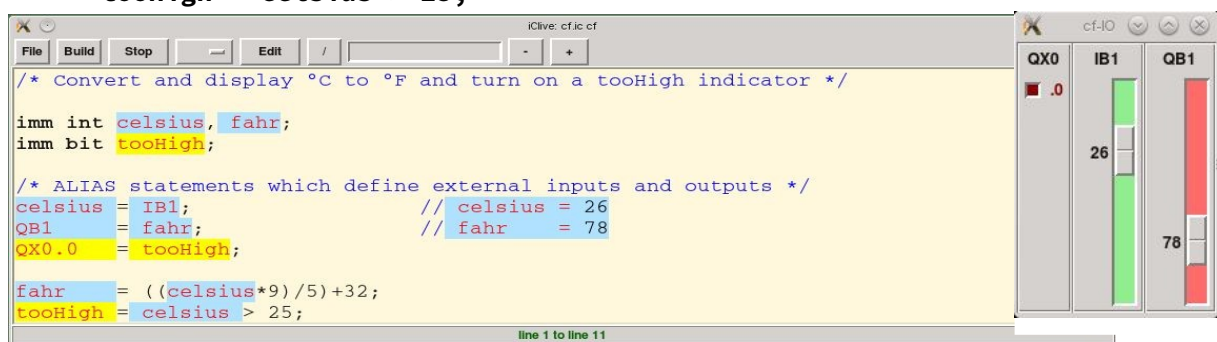 iClive: cf.ic cf
File Build Stop Edit / - +
/* Convert and display °C to °F and turn on a tooHigh indicator */
imm int celsius, fahr;
imm bit tooHigh;
/* ALIAS statements which define external inputs and outputs */
celsius = IB1; // celsius = 26
QB1 = fahr; // fahr = 78
QX0.0 = tooHigh;
fahr = ((celsius*9)/5)+32;
tooHigh = celsius > 25;
line 1 to line 11
cf-IO
QX0 IB1 QB1
.0
26
78